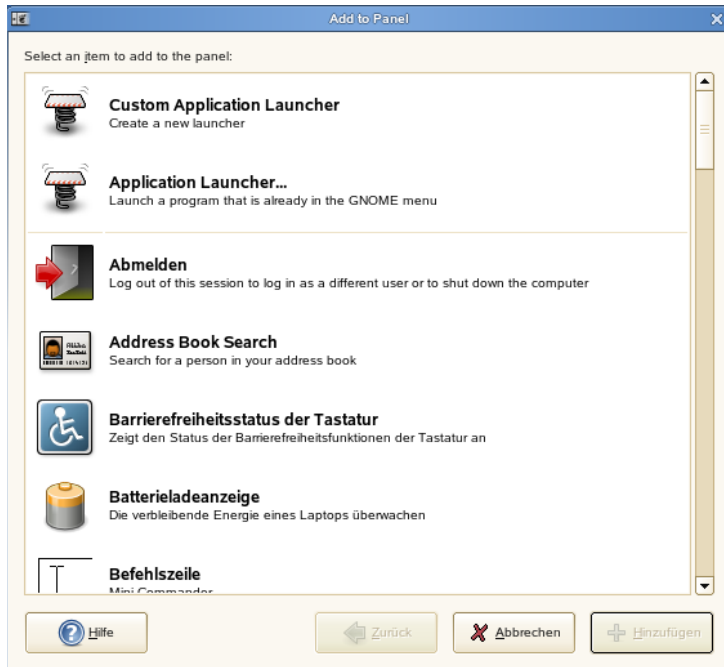 Add to Panel
Select an item to add to the panel:
Custom Application Launcher
Create a new launcher
Application Launcher...
Launch a program that is already in the GNOME menu
Abmelden
Log out of this session to log in as a different user or to shut down the computer
Address Book Search
Search for a person in your address book
Barrierefreiheitsstatus der Tastatur
Zeigt den Status der Barrierefreiheitsfunktionen der Tastatur an
Batterieladeanzeige
Die verbleibende Energie eines Laptops überwachen
Befehlszeile
Mini Commander
Hilfe
Zurück
Abbrechen
Hinzufügen